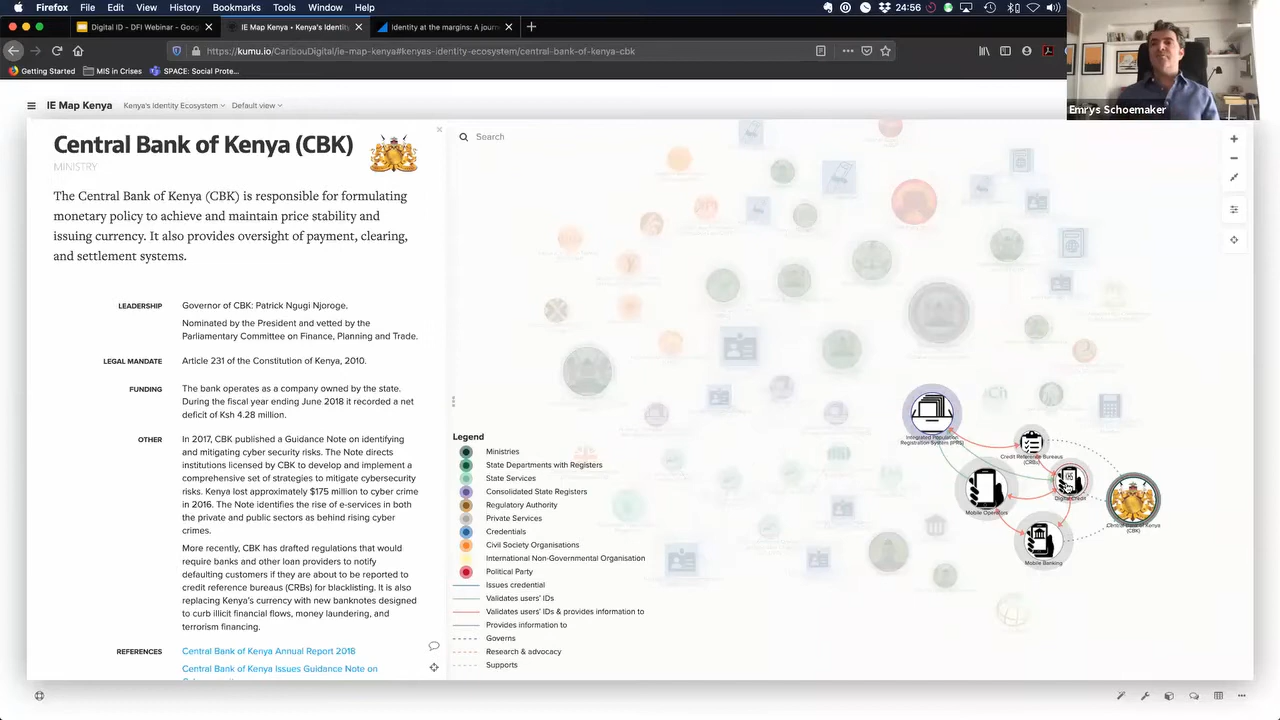 Firefox File Edit View History Bookmarks Tools Window Help
2:24:56
Digital ID - DFI Webinar - Goog
IE Map Kenya • Kenya's Identity E
Identity at the margins: A journ
https://kumu.io/CaribouDigital/ie-map-kenya#kenyas-identity-ecosystem/central-bank-of-kenya-cbk
Getting Started MIS in Crises SPACE: Social Prote...
Emrys Schoemaker
IE Map Kenya Kenya's Identity Ecosystem Default view
Central Bank of Kenya (CBK)
MINISTRY
The Central Bank of Kenya (CBK) is responsible for formulating
monetary policy to achieve and maintain price stability and
issuing currency. It also provides oversight of payment, clearing,
and settlement systems.
LEADERSHIP Governor of CBK: Patrick Ngugi Njoroge.
Nominated by the President and vetted by the
Parliamentary Committee on Finance, Planning and Trade.
LEGAL MANDATE Article 231 of the Constitution of Kenya, 2010.
FUNDING The bank operates as a company owned by the state.
During the fiscal year ending June 2018 it recorded a net
deficit of Ksh 4.28 million.
OTHER In 2017, CBK published a Guidance Note on identifying
and mitigating cyber security risks. The Note directs
institutions licensed by CBK to develop and implement a
comprehensive set of strategies to mitigate cybersecurity
risks. Kenya lost approximately $175 million to cyber crime
in 2016. The Note identifies the rise of e-services in both
the private and public sectors as behind rising cyber
crimes.
More recently, CBK has drafted regulations that would
require banks and other loan providers to notify
defaulting customers if they are about to be reported to
credit reference bureaus (CRBs) for blacklisting. It is also
replacing Kenya's currency with new banknotes designed
to curb illicit financial flows, money laundering, and
terrorism financing.
REFERENCES Central Bank of Kenya Annual Report 2018
Central Bank of Kenya Issues Guidance Note on
Search
Integrated Population
Registration System (IPRS)
Credit Reference Bureaus
(CRBs)
Digital Credit
Mobile Operators
Central Bank of Kenya
(CBK)
Mobile Banking
Legend
Ministries
State Departments with Registers
State Services
Consolidated State Registers
Regulatory Authority
Private Services
Credentials
Civil Society Organisations
International Non-Governmental Organisation
Political Party
Issues credential
Validates users' IDs
Validates users' IDs & provides information to
Provides information to
Governs
Research & advocacy
Supports